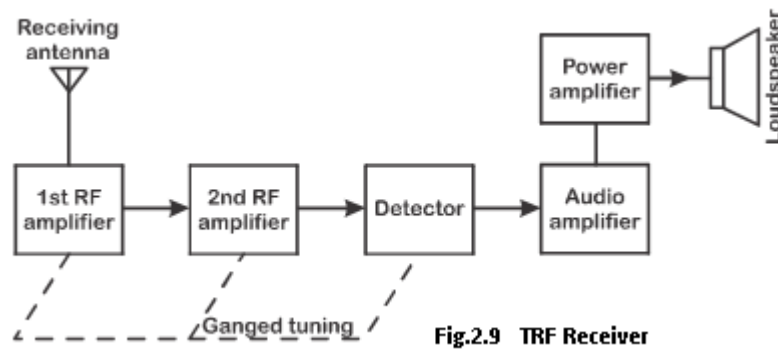 Receiving
antenna
1st RF
amplifier
2nd RF
amplifier
Detector
Audio
amplifier
Power
amplifier
Loudspeaker
Ganged tuning
Fig.2.9 TRF Receiver